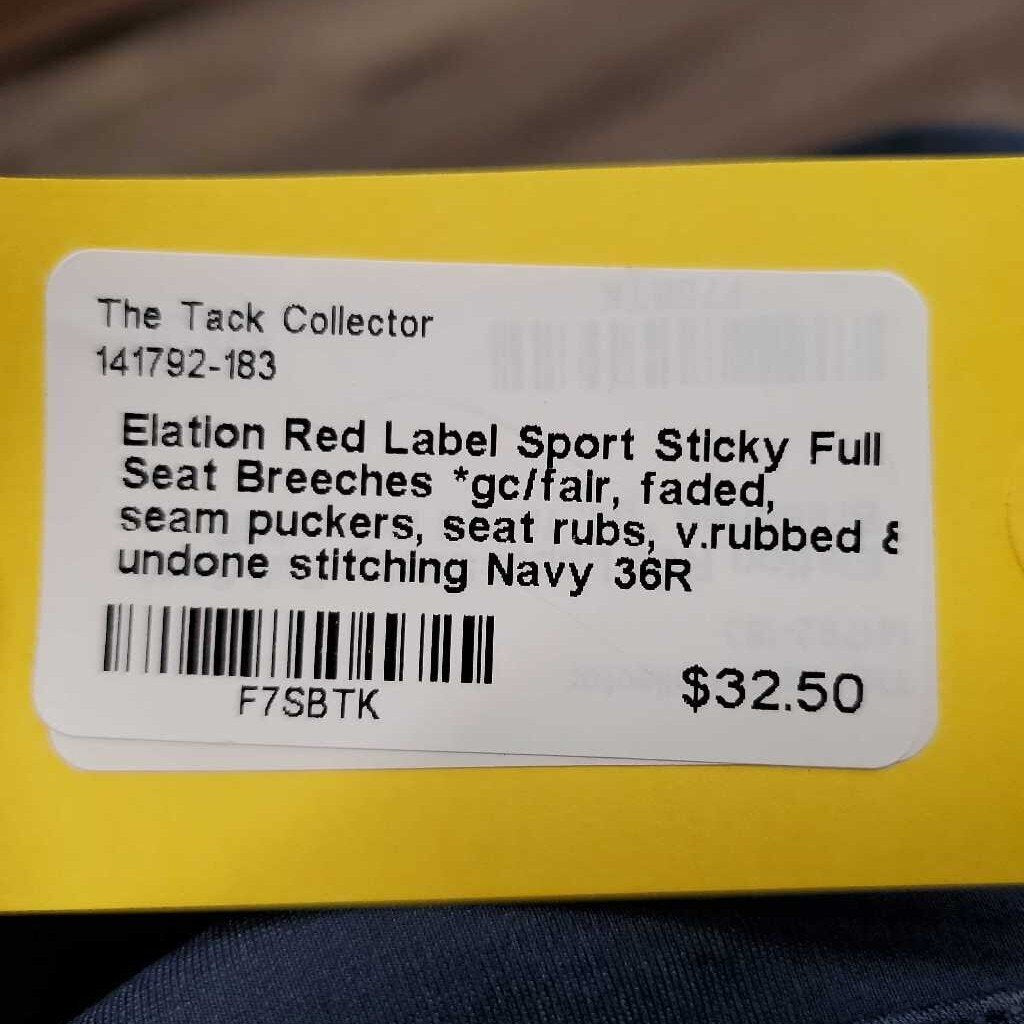 The Tack Collector
141792-183
Elation Red Label Sport Sticky Full
Seat Breeches *gc/fair, faded,
seam puckers, seat rubs, v.rubbed &
undone stitching Navy 36R
F7SBTK
$32.50